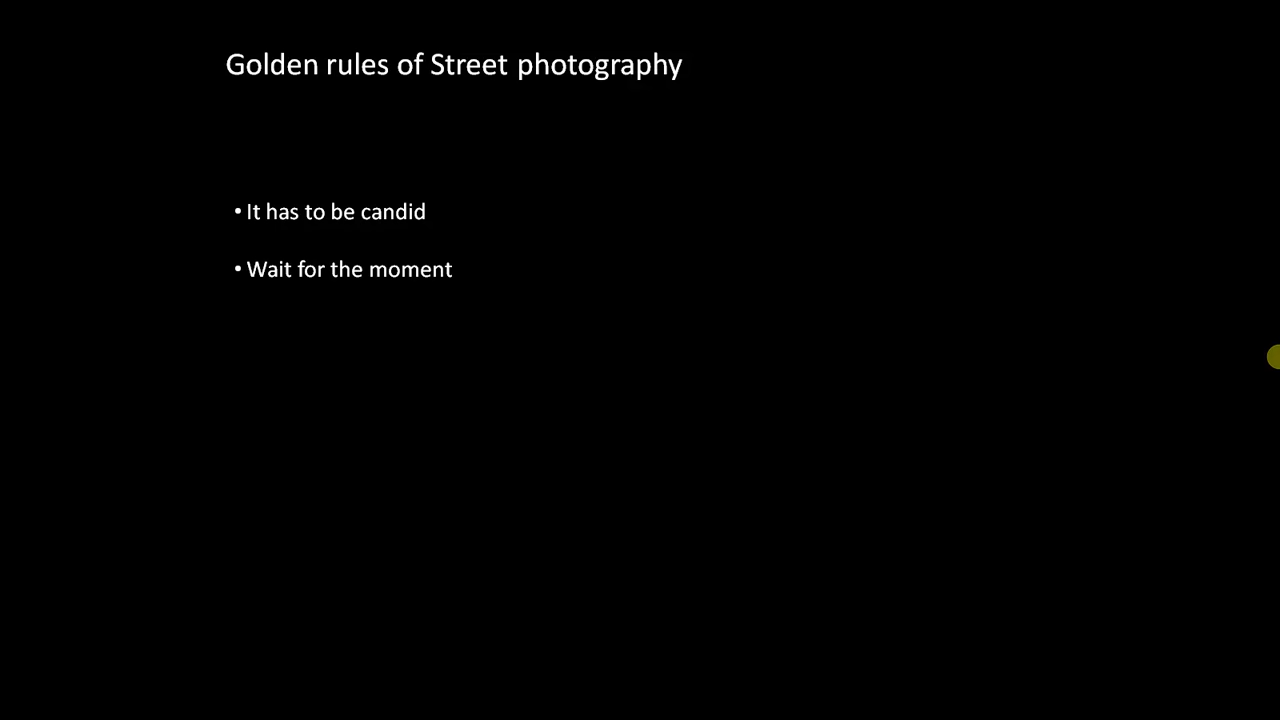 Golden rules of Street photography
• It has to be candid
• Wait for the moment